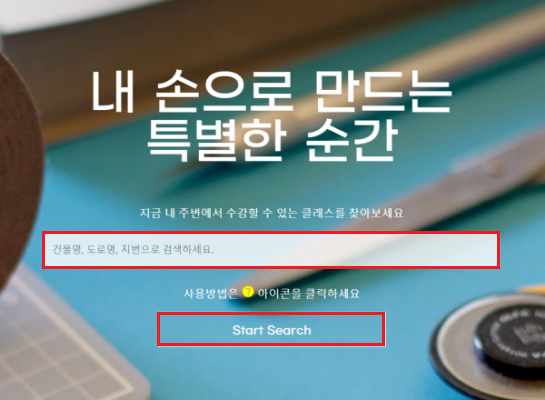 내 손으로 만드는
특별한 순간
지금 내 주변에서 수강할 수 있는 클래스를 찾아보세요
건물명, 도로명, 지번으로 검색하세요.
사용방법은 ? 아이콘을 클릭하세요
Start Search